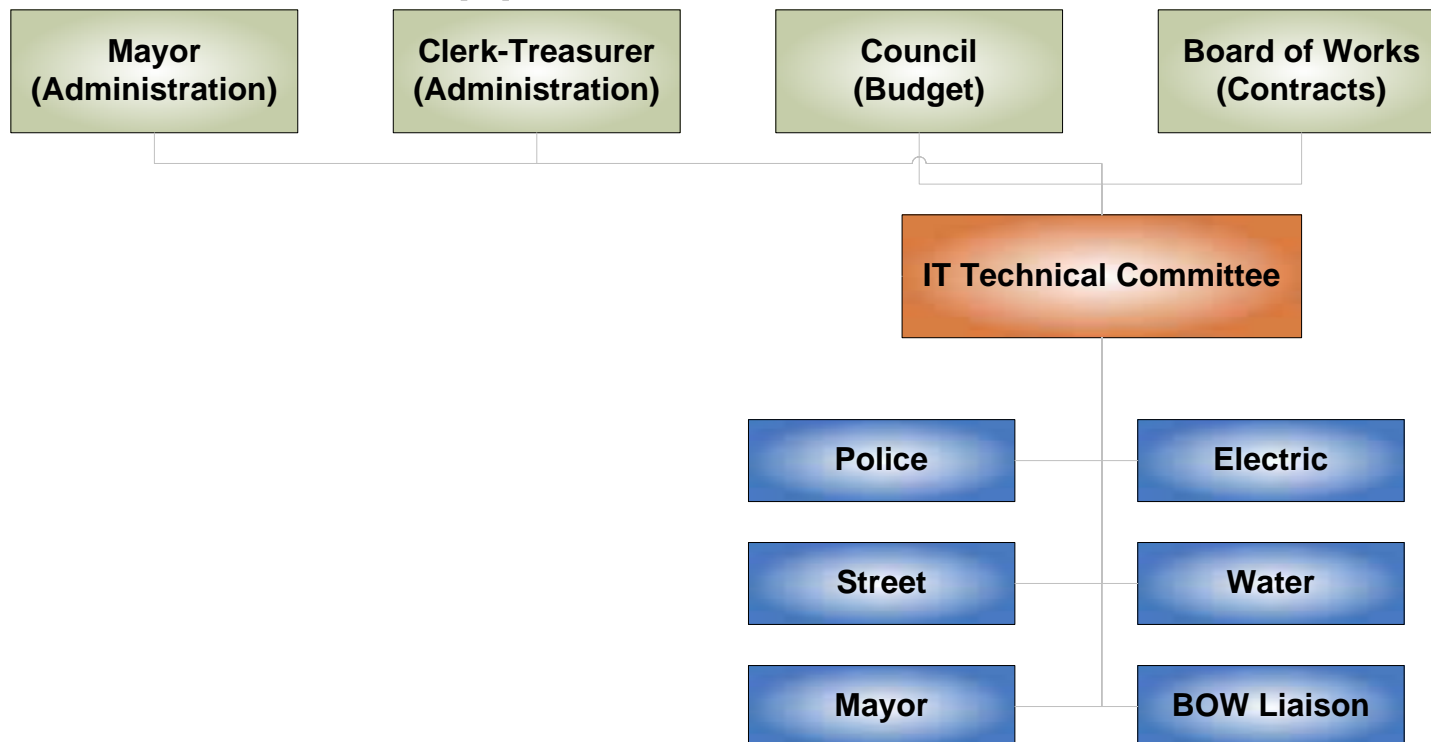 Mayor
(Administration)
Clerk-Treasurer
(Administration)
Council
(Budget)
Board of Works
(Contracts)
IT Technical Committee
Police
Electric
Street
Water
Mayor
BOW Liaison